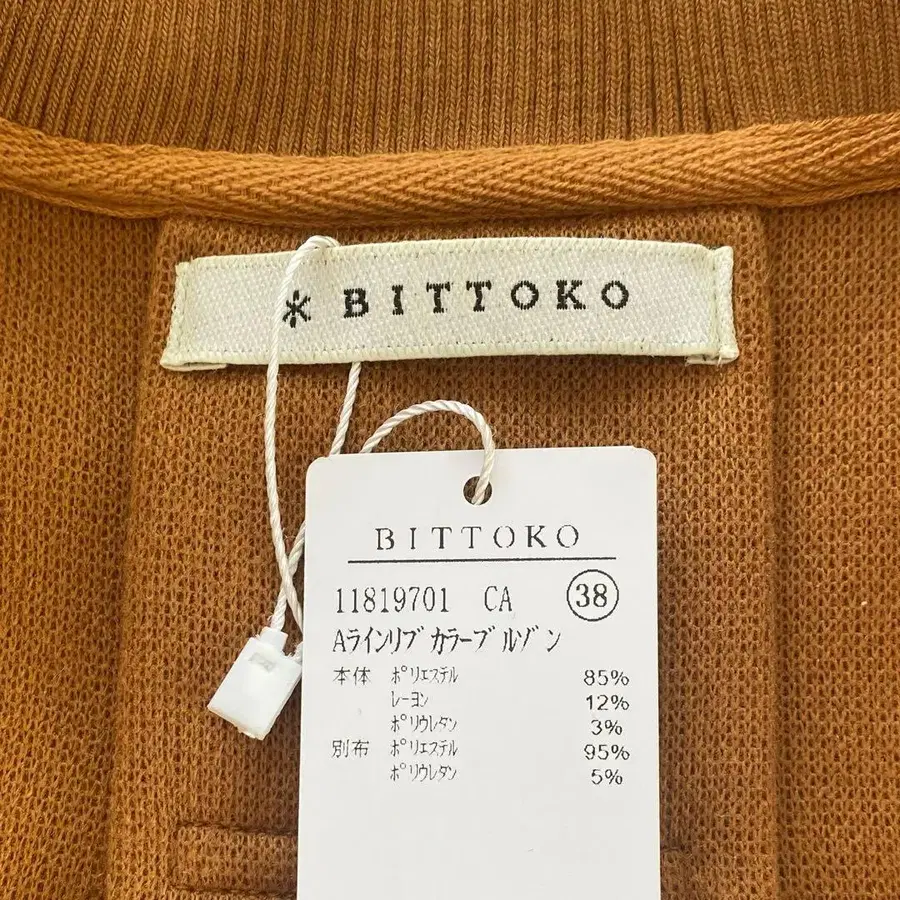 * BITTOKO
BITTOKO
11819701 CA 38
Aﾗｲﾝﾘﾌﾞ ｶﾗｰﾌﾞﾙｿﾞﾝ
本体 ﾎﾟﾘｴｽﾃﾙ 85%
ﾚｰﾖﾝ 12%
ﾎﾟﾘｳﾚﾀﾝ 3%
別布 ﾎﾟﾘｴｽﾃﾙ 95%
ﾎﾟﾘｳﾚﾀﾝ 5%